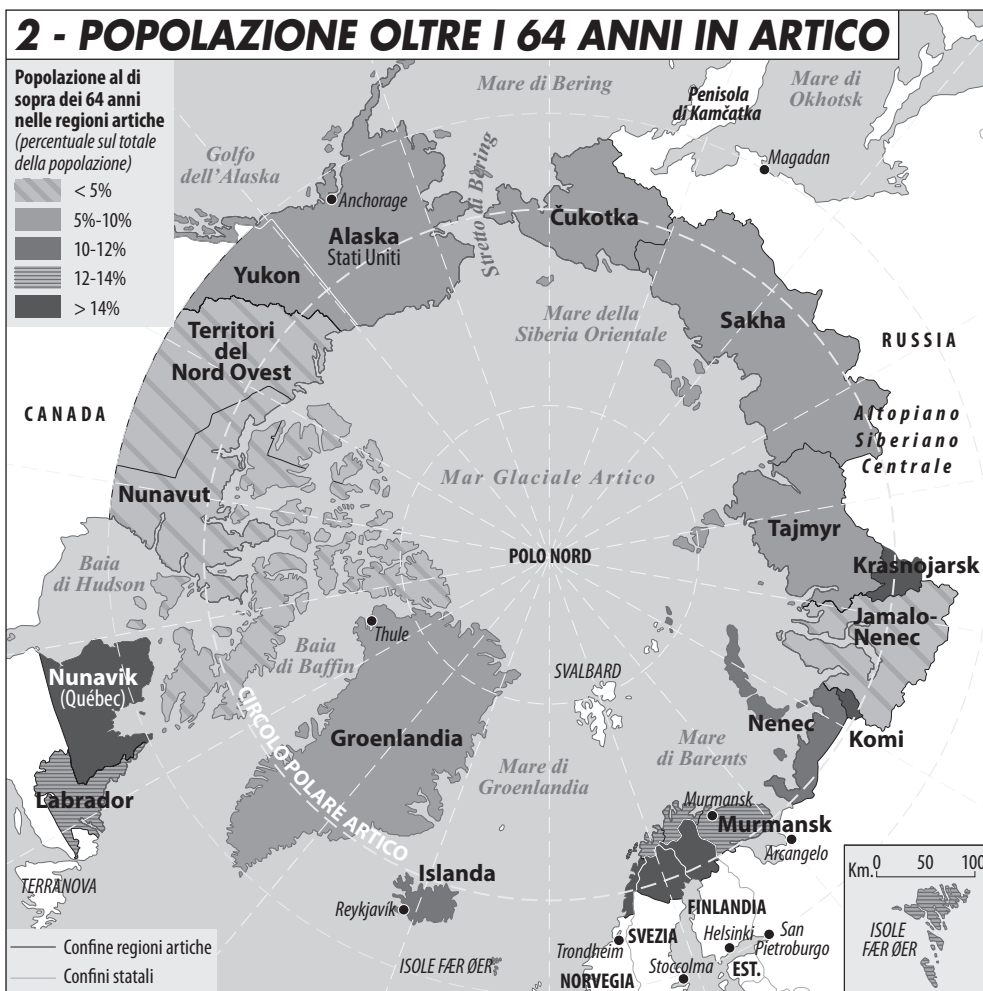 2 - POPOLAZIONE OLTRE I 64 ANNI IN ARTICO
Popolazione al di
sopra dei 64 anni
nelle regioni artiche
(percentuale sul totale
della popolazione)
< 5%
5%-10%
10-12%
12-14%
> 14%
Mare di Bering
Mare di
Okhotsk
Penisola
di Kamčatka
Magadan
Golfo
dell'Alaska
Anchorage
Stretto di Bering
Čukotka
Alaska
Stati Uniti
Yukon
Mare della
Siberia Orientale
Sakha
RUSSIA
Territori
del
Nord Ovest
CANADA
Altopiano
Siberiano
Centrale
Mar Glaciale Artico
Nunavut
Tajmyr
POLO NORD
Krasnojarsk
Baia
di Hudson
Jamalo-
Nenec
Thule
Baia
di Baffin
SVALBARD
Nunavik
(Québec)
CIRCOLO POLARE ARTICO
Groenlandia
Nenec
Komi
Mare
di Barents
Mare di
Groenlandia
Labrador
Murmansk
Murmansk
Arcangelo
Islanda
Reykjavík
TERRANOVA
FINLANDIA
Helsinki
San
Pietroburgo
SVEZIA
Trondheim
NORVEGIA
Stoccolma
EST.
ISOLE FÆR ØER
Km. 0 50 100
ISOLE
FÆR ØER
Confine regioni artiche
Confini statali